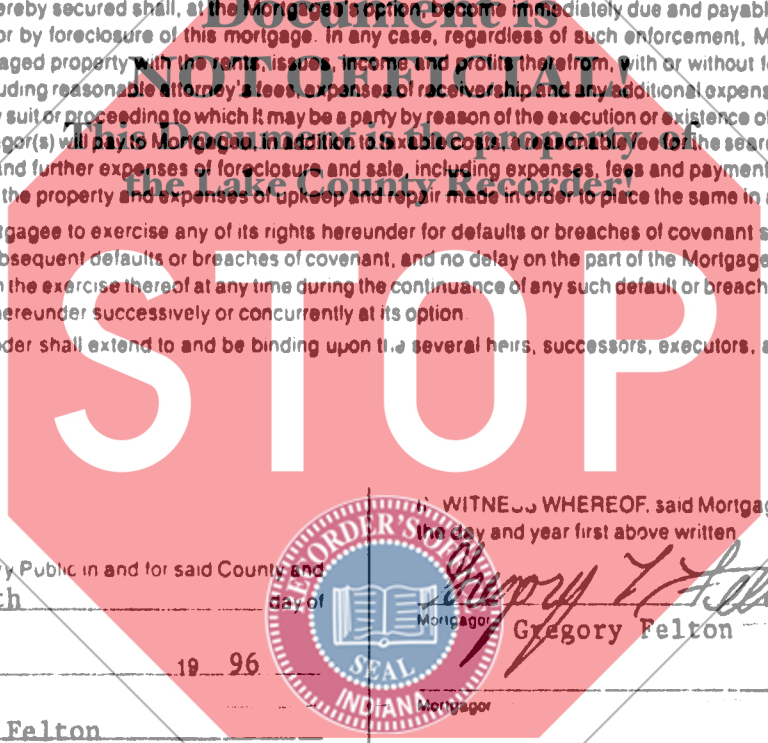 ereby secured shall, at the Mortgagee's option, become immediately due and payabl
Document is
or by foreclosure of this mortgage. In any case, regardless of such enforcement, M
aged property with the rents, issues, income and profits therefrom, with or without f
NOT OFFICIAL!
uding reasonable attorney's fees, expenses of receivership and any additional expens
suit or proceeding to which it may be a party by reason of the execution or existence of
This Document is the property of
gor(s) will pay to Mortgagee, in addition to taxable costs, a reasonable fee for the sear
nd further expenses of foreclosure and sale, including expenses, fees and payment
the Lake County Recorder!
the property and expenses of upkeep and repair made in order to place the same in a
gagee to exercise any of its rights hereunder for defaults or breaches of covenant s
bsequent defaults or breaches of covenant, and no delay on the part of the Mortgage
n the exercise thereof at any time during the continuance of any such default or breach
hereunder successively or concurrently at its option
STOP
der shall extend to and be binding upon the several heirs, successors, executors, a
WITNESS WHEREOF, said Mortgag
the day and year first above written
y Public in and for said County and
th day of
Gregory L Fel
Mortgagor Gregory Felton
19 96
Mortgagor
Felton
RECORDER'S OF
SEAL
INDIANA